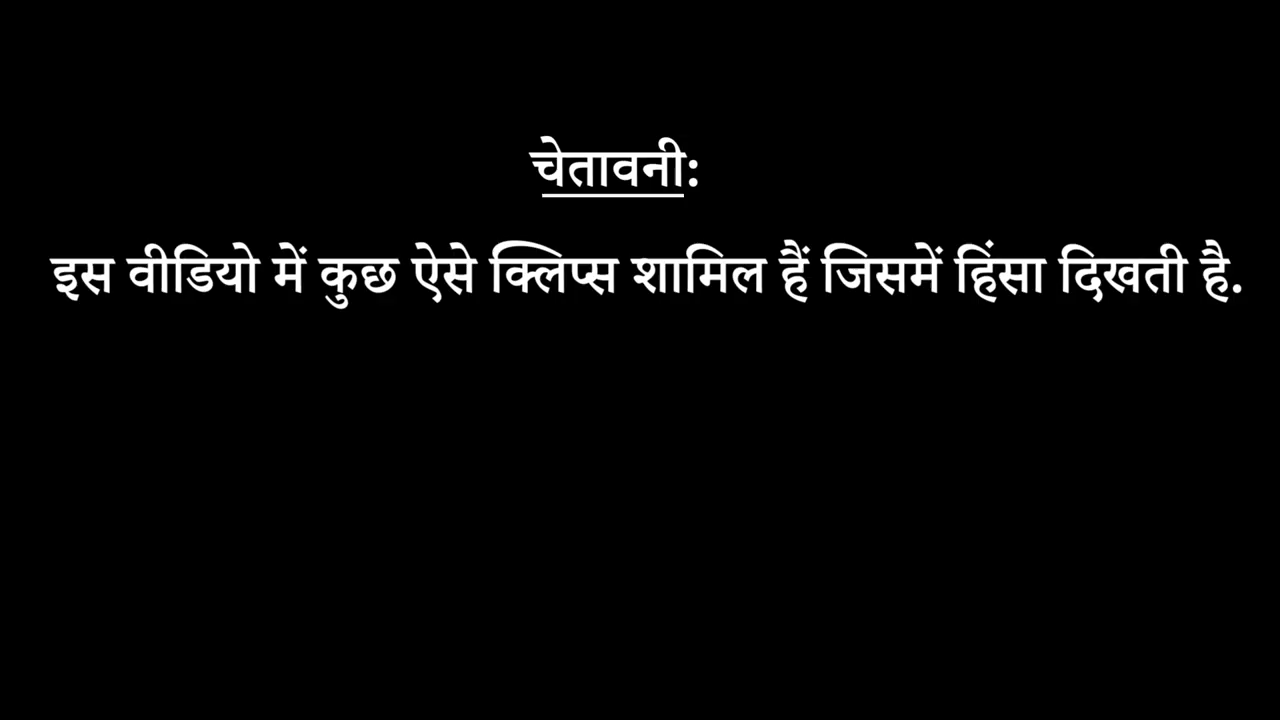 चेतावनी:
इस वीडियो में कुछ ऐसे क्लिप्स शामिल हैं जिसमें हिंसा दिखती है.